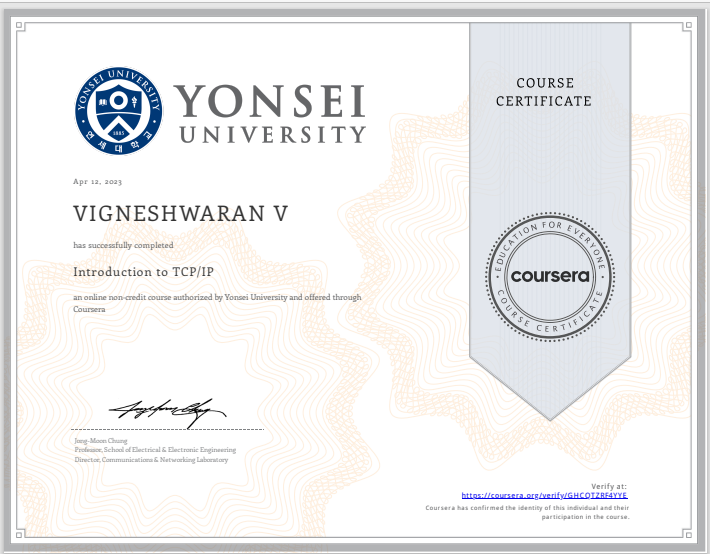 YONSEI UNIVERSITY
1885
연세대학교
YONSEI
UNIVERSITY
COURSE
CERTIFICATE
Apr 12, 2023
VIGNESHWARAN V
has successfully completed
Introduction to TCP/IP
an online non-credit course authorized by Yonsei University and offered through
Coursera
EDUCATION FOR EVERYONE
coursera
COURSE CERTIFICATE
Jong-Moon Chung
Professor, School of Electrical & Electronic Engineering
Director, Communications & Networking Laboratory
Verify at:
https://coursera.org/verify/GHCQTZRF4YYE
Coursera has confirmed the identity of this individual and their
participation in the course.